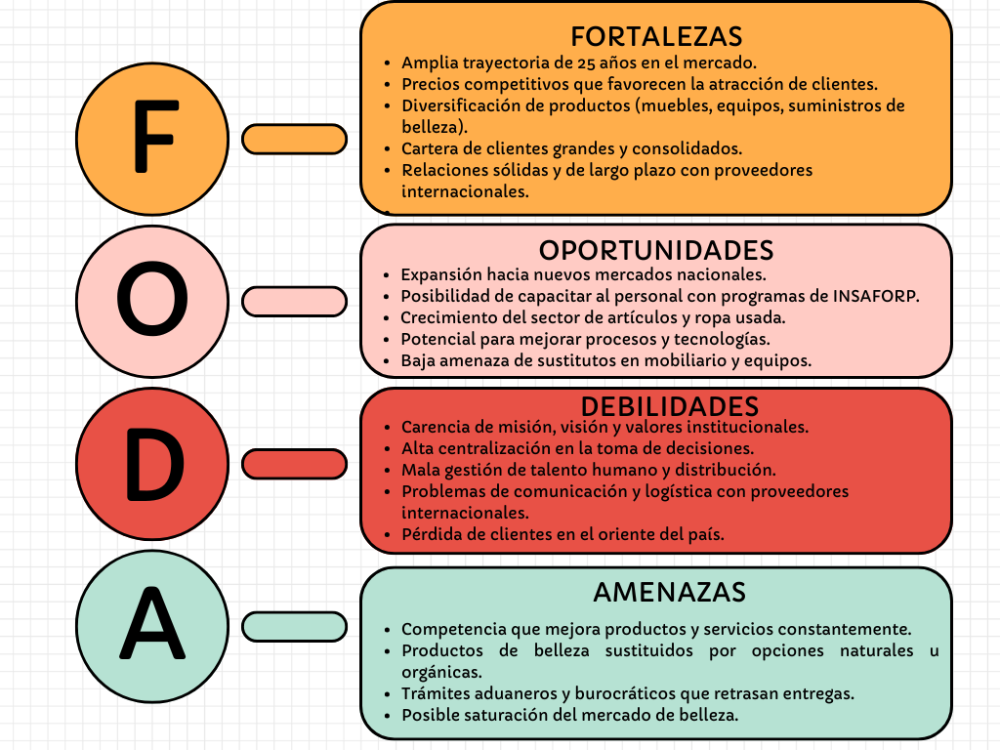 F
FORTALEZAS
• Amplia trayectoria de 25 años en el mercado.
• Precios competitivos que favorecen la atracción de clientes.
• Diversificación de productos (muebles, equipos, suministros de
belleza).
• Cartera de clientes grandes y consolidados.
• Relaciones sólidas y de largo plazo con proveedores
internacionales.
O
OPORTUNIDADES
• Expansión hacia nuevos mercados nacionales.
• Posibilidad de capacitar al personal con programas de INSAFORP.
• Crecimiento del sector de artículos y ropa usada.
• Potencial para mejorar procesos y tecnologías.
• Baja amenaza de sustitutos en mobiliario y equipos.
D
DEBILIDADES
• Carencia de misión, visión y valores institucionales.
• Alta centralización en la toma de decisiones.
• Mala gestión de talento humano y distribución.
• Problemas de comunicación y logística con proveedores
internacionales.
• Pérdida de clientes en el oriente del país.
A
AMENAZAS
• Competencia que mejora productos y servicios constantemente.
• Productos de belleza sustituidos por opciones naturales u
orgánicas.
• Trámites aduaneros y burocráticos que retrasan entregas.
• Posible saturación del mercado de belleza.